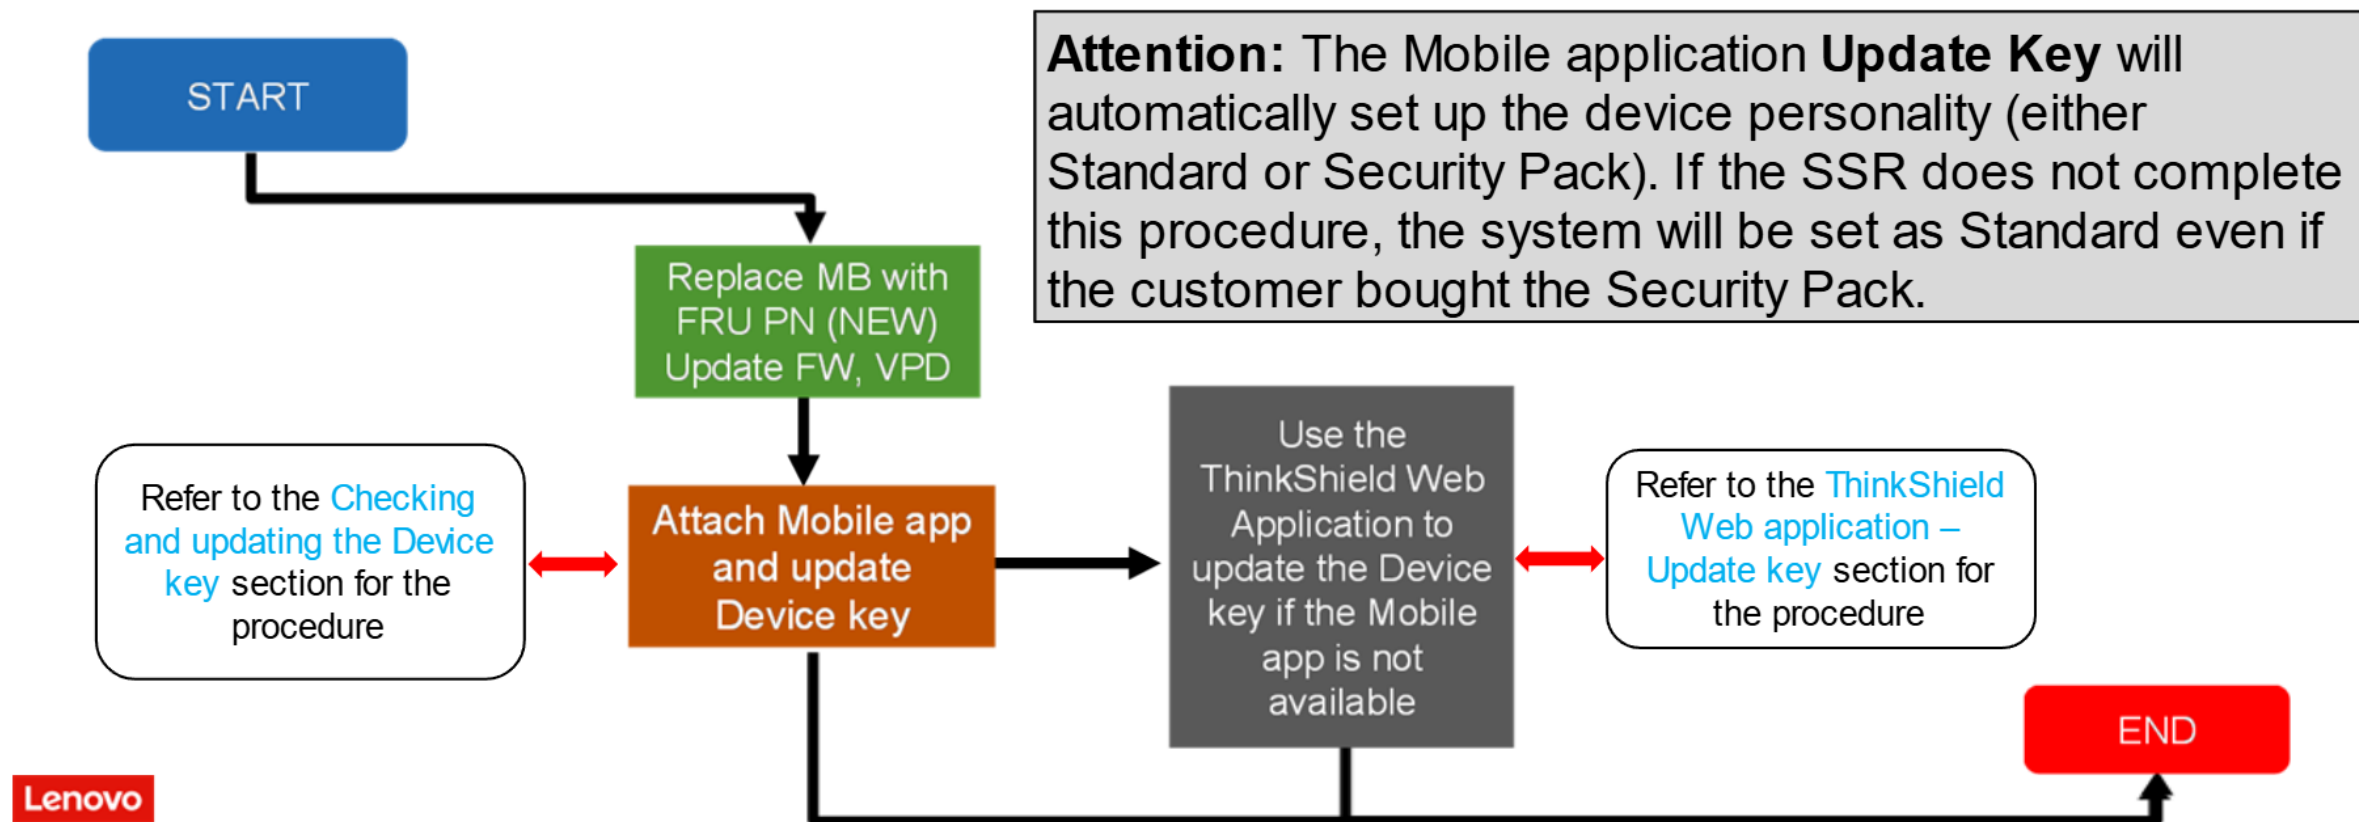 START
Attention: The Mobile application Update Key will
automatically set up the device personality (either
Standard or Security Pack). If the SSR does not complete
this procedure, the system will be set as Standard even if
the customer bought the Security Pack.
Replace MB with
FRU PN (NEW)
Update FW, VPD
Refer to the Checking
and updating the Device
key section for the
procedure
Attach Mobile app
and update
Device key
Use the
ThinkShield Web
Application to
update the Device
key if the Mobile
app is not
available
Refer to the ThinkShield
Web application –
Update key section for
the procedure
END
Lenovo